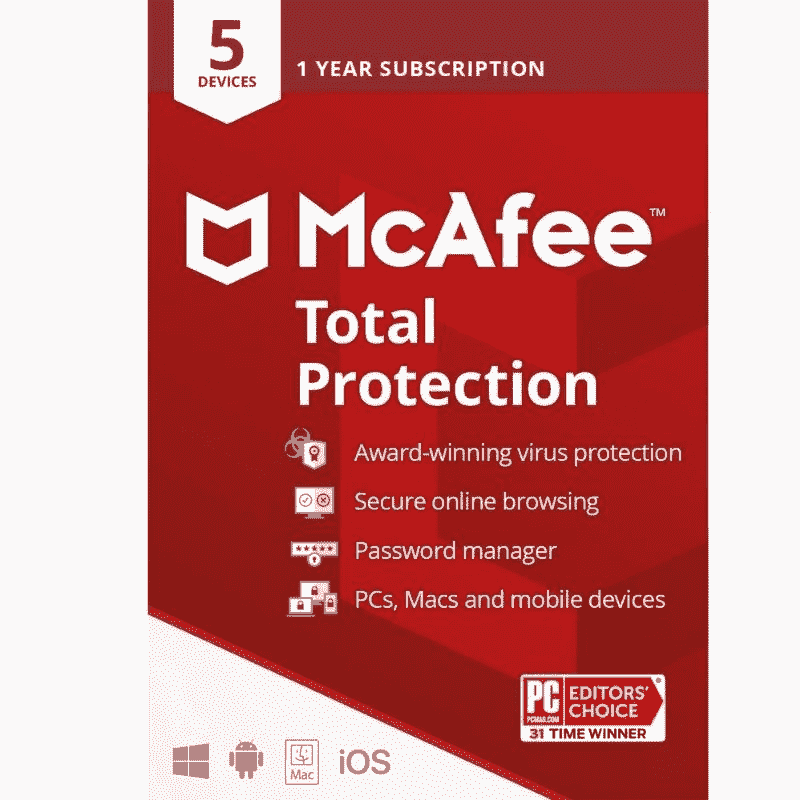 5
DEVICES
1 YEAR SUBSCRIPTION
McAfee™
Total
Protection
Award-winning virus protection
Secure online browsing
Password manager
PCs, Macs and mobile devices
PC
PCMAG.COM
EDITORS'
CHOICE
31 TIME WINNER
Mac
iOS